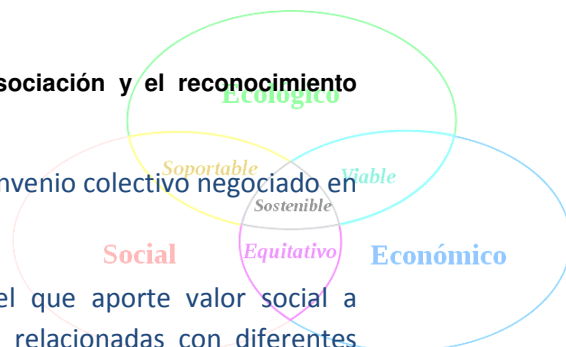 sociación y el reconocimiento
Ecológico
Soportable
Viable
nvenio colectivo negociado en
Sostenible
Social
Equitativo
Económico
el que aporte valor social a
relacionadas con diferentes